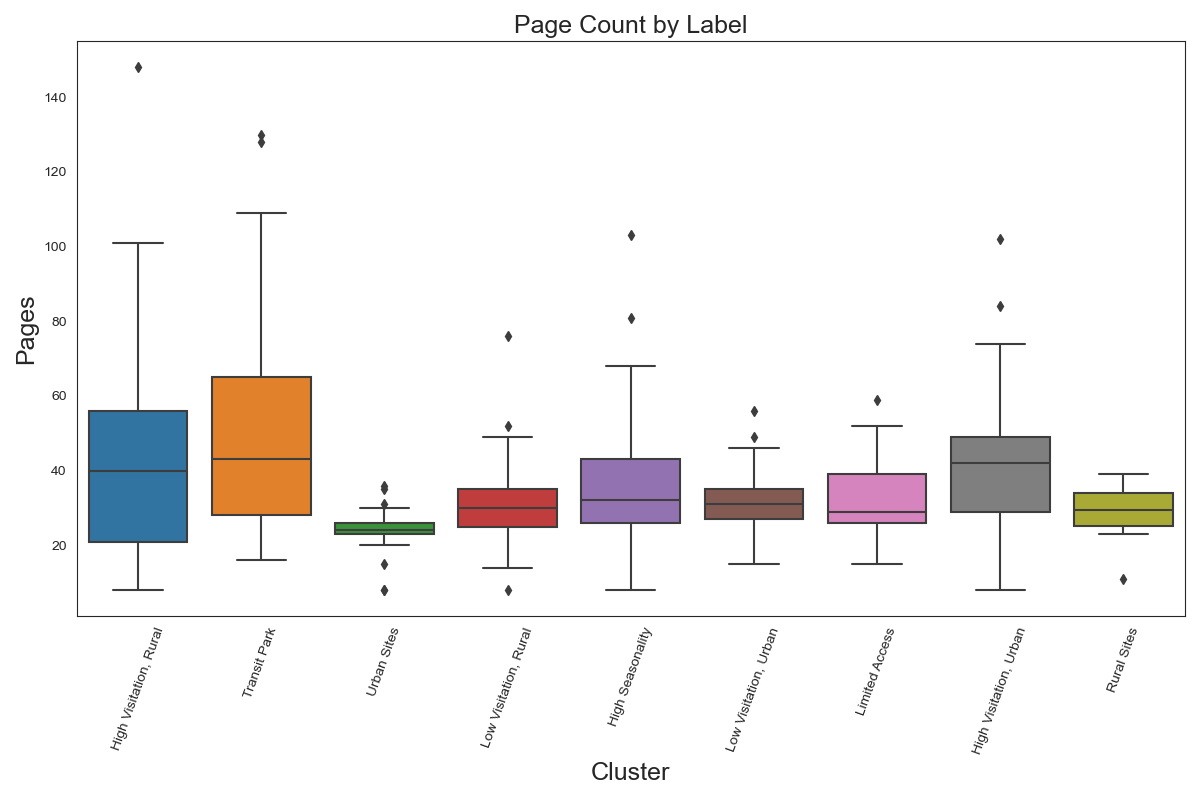 Page Count by Label
Pages
140
120
100
80
60
40
20
High Visitation, Rural
Transit Park
Urban Sites
Low Visitation, Rural
High Seasonality
Low Visitation, Urban
Limited Access
High Visitation, Urban
Rural Sites
Cluster